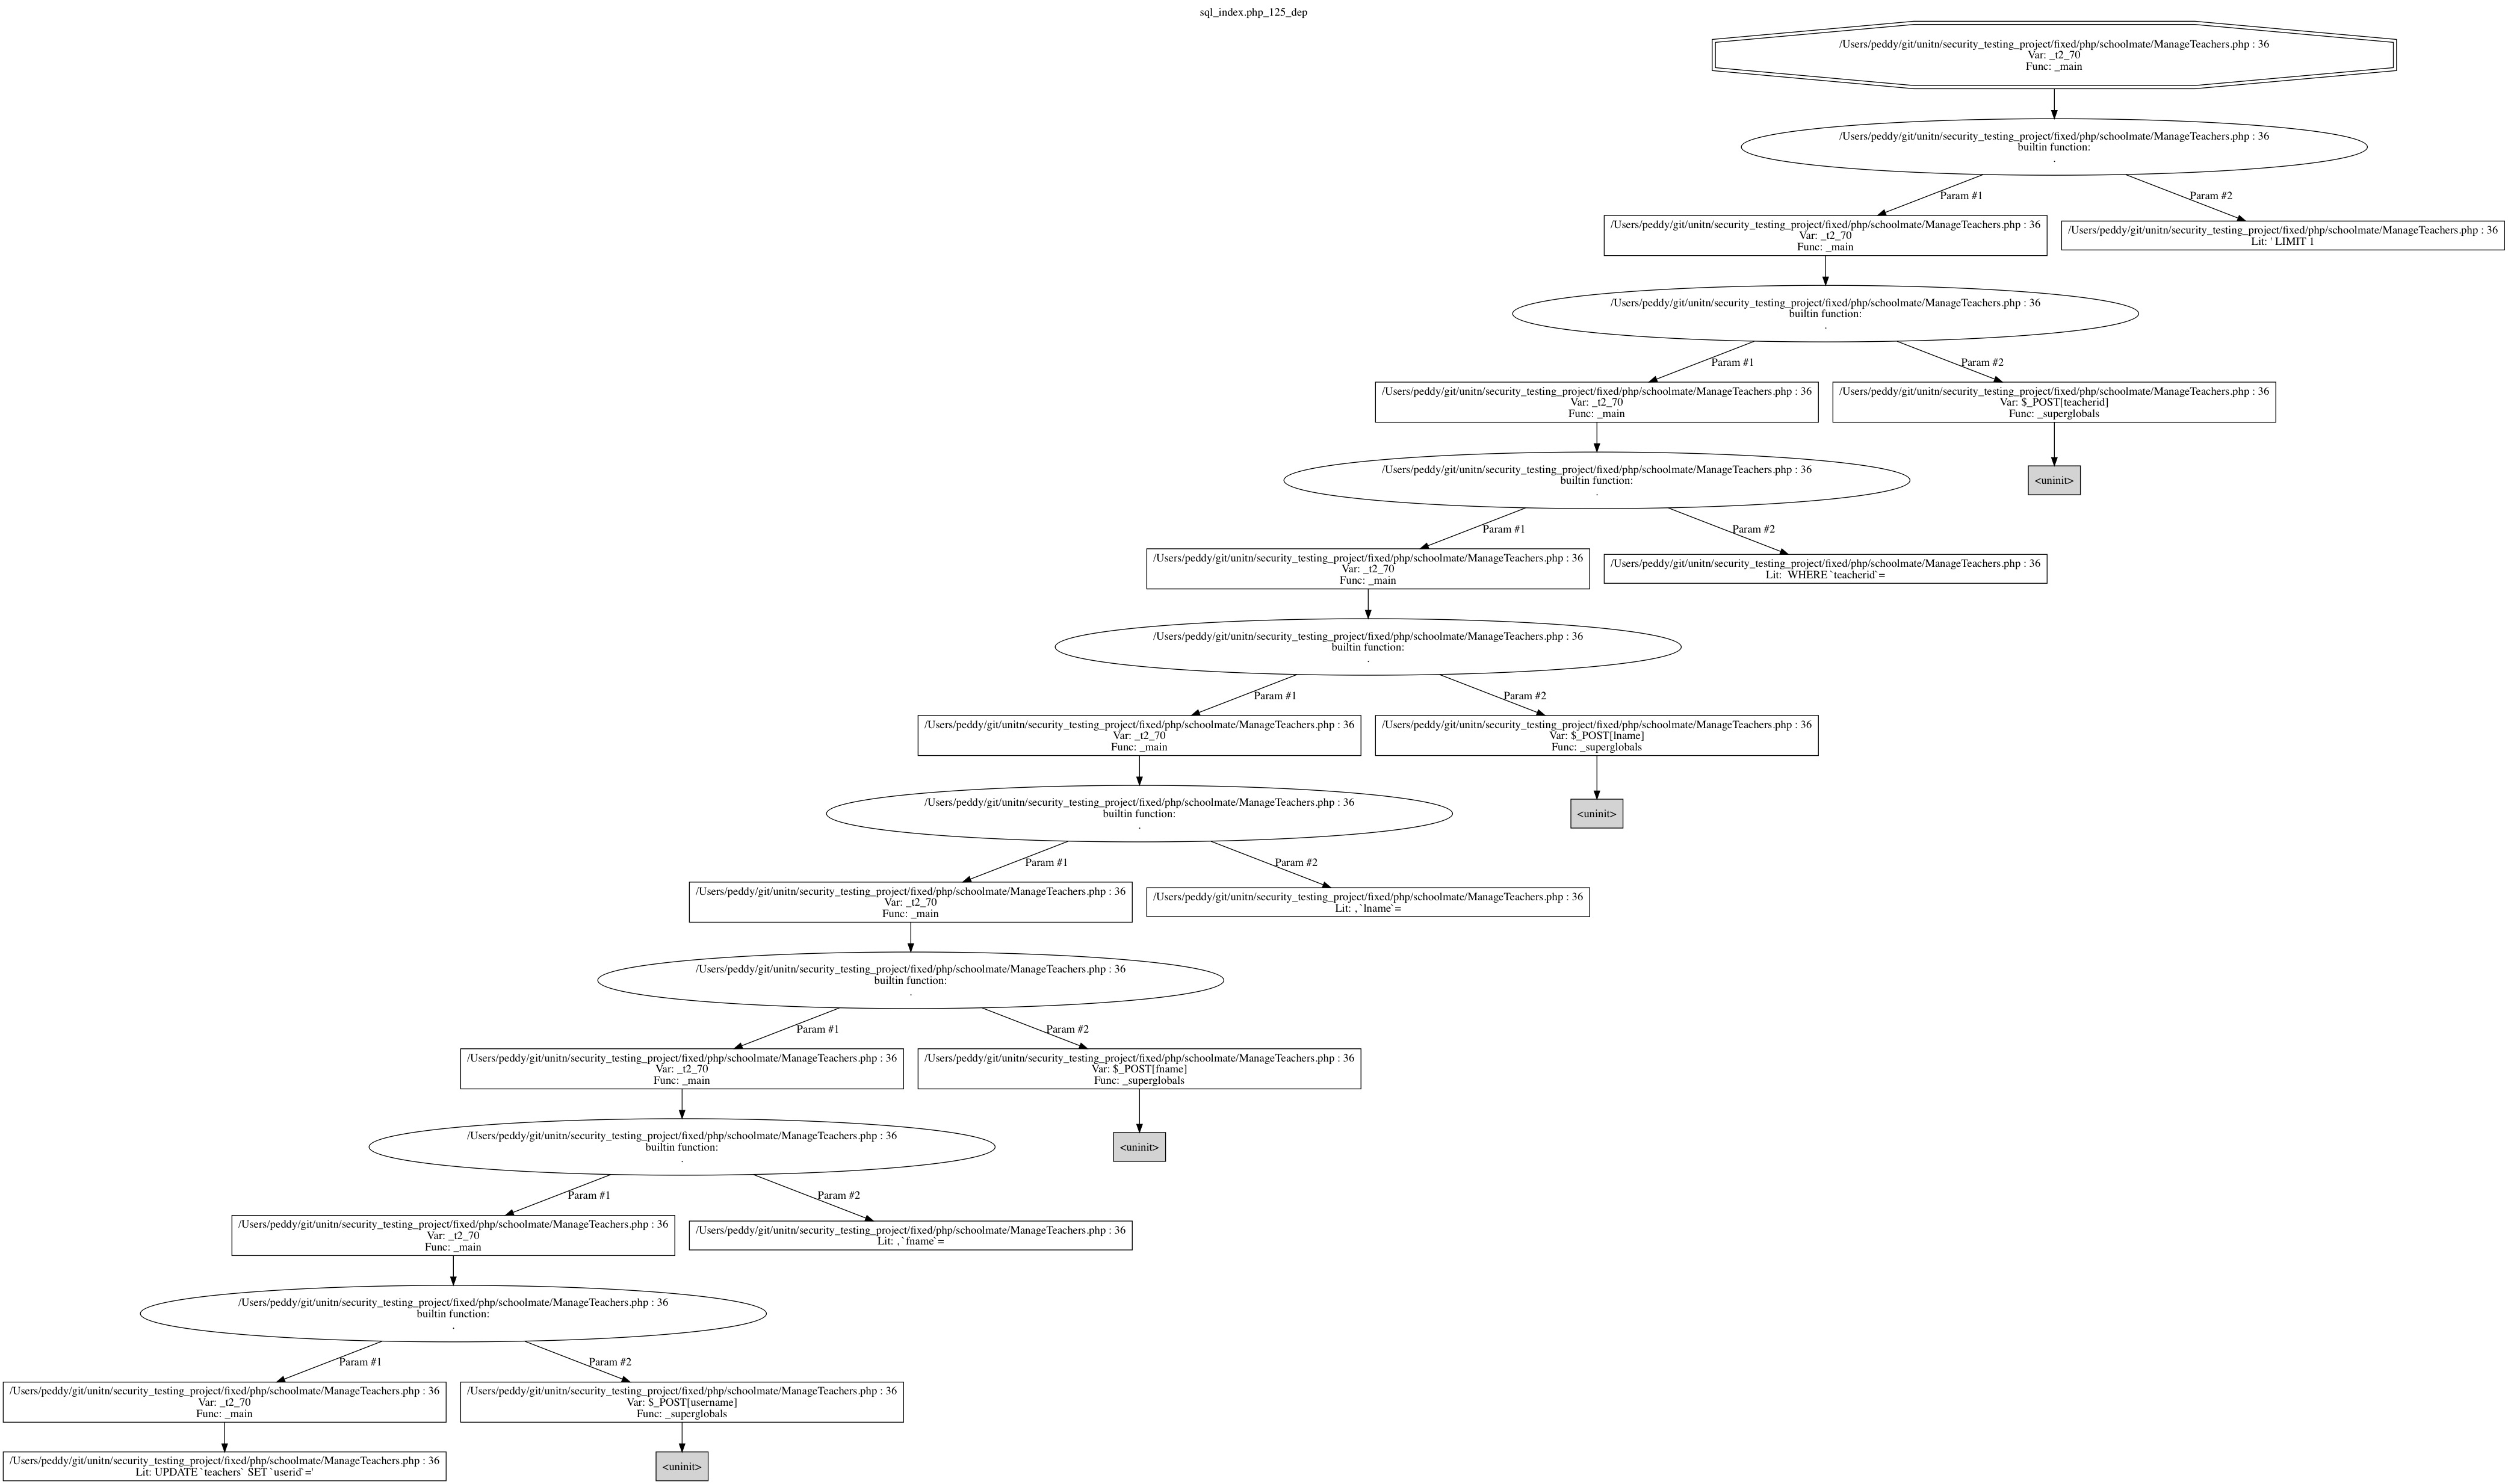 sql_index.php_125_dep
/Users/peddy/git/unitn/security_testing_project/fixed/php/schoolmate/ManageTeachers.php : 36
Var: _t2_70
Func: _main
/Users/peddy/git/unitn/security_testing_project/fixed/php/schoolmate/ManageTeachers.php : 36
builtin function:
.
Param #1
Param #2
/Users/peddy/git/unitn/security_testing_project/fixed/php/schoolmate/ManageTeachers.php : 36
Var: _t2_70
Func: _main
/Users/peddy/git/unitn/security_testing_project/fixed/php/schoolmate/ManageTeachers.php : 36
Lit: ' LIMIT 1
/Users/peddy/git/unitn/security_testing_project/fixed/php/schoolmate/ManageTeachers.php : 36
builtin function:
.
Param #1
Param #2
/Users/peddy/git/unitn/security_testing_project/fixed/php/schoolmate/ManageTeachers.php : 36
Var: _t2_70
Func: _main
/Users/peddy/git/unitn/security_testing_project/fixed/php/schoolmate/ManageTeachers.php : 36
Var: $_POST[teacherid]
Func: _superglobals
/Users/peddy/git/unitn/security_testing_project/fixed/php/schoolmate/ManageTeachers.php : 36
builtin function:
.
<uninit>
Param #1
Param #2
/Users/peddy/git/unitn/security_testing_project/fixed/php/schoolmate/ManageTeachers.php : 36
Var: _t2_70
Func: _main
/Users/peddy/git/unitn/security_testing_project/fixed/php/schoolmate/ManageTeachers.php : 36
Lit:  WHERE `teacherid`=
/Users/peddy/git/unitn/security_testing_project/fixed/php/schoolmate/ManageTeachers.php : 36
builtin function:
.
Param #1
Param #2
/Users/peddy/git/unitn/security_testing_project/fixed/php/schoolmate/ManageTeachers.php : 36
Var: _t2_70
Func: _main
/Users/peddy/git/unitn/security_testing_project/fixed/php/schoolmate/ManageTeachers.php : 36
Var: $_POST[lname]
Func: _superglobals
/Users/peddy/git/unitn/security_testing_project/fixed/php/schoolmate/ManageTeachers.php : 36
builtin function:
.
<uninit>
Param #1
Param #2
/Users/peddy/git/unitn/security_testing_project/fixed/php/schoolmate/ManageTeachers.php : 36
Var: _t2_70
Func: _main
/Users/peddy/git/unitn/security_testing_project/fixed/php/schoolmate/ManageTeachers.php : 36
Lit: , `lname`=
/Users/peddy/git/unitn/security_testing_project/fixed/php/schoolmate/ManageTeachers.php : 36
builtin function:
.
Param #1
Param #2
/Users/peddy/git/unitn/security_testing_project/fixed/php/schoolmate/ManageTeachers.php : 36
Var: _t2_70
Func: _main
/Users/peddy/git/unitn/security_testing_project/fixed/php/schoolmate/ManageTeachers.php : 36
Var: $_POST[fname]
Func: _superglobals
/Users/peddy/git/unitn/security_testing_project/fixed/php/schoolmate/ManageTeachers.php : 36
builtin function:
.
<uninit>
Param #1
Param #2
/Users/peddy/git/unitn/security_testing_project/fixed/php/schoolmate/ManageTeachers.php : 36
Var: _t2_70
Func: _main
/Users/peddy/git/unitn/security_testing_project/fixed/php/schoolmate/ManageTeachers.php : 36
Lit: , `fname`=
/Users/peddy/git/unitn/security_testing_project/fixed/php/schoolmate/ManageTeachers.php : 36
builtin function:
.
Param #1
Param #2
/Users/peddy/git/unitn/security_testing_project/fixed/php/schoolmate/ManageTeachers.php : 36
Var: _t2_70
Func: _main
/Users/peddy/git/unitn/security_testing_project/fixed/php/schoolmate/ManageTeachers.php : 36
Var: $_POST[username]
Func: _superglobals
/Users/peddy/git/unitn/security_testing_project/fixed/php/schoolmate/ManageTeachers.php : 36
Lit: UPDATE `teachers` SET `userid`='
<uninit>